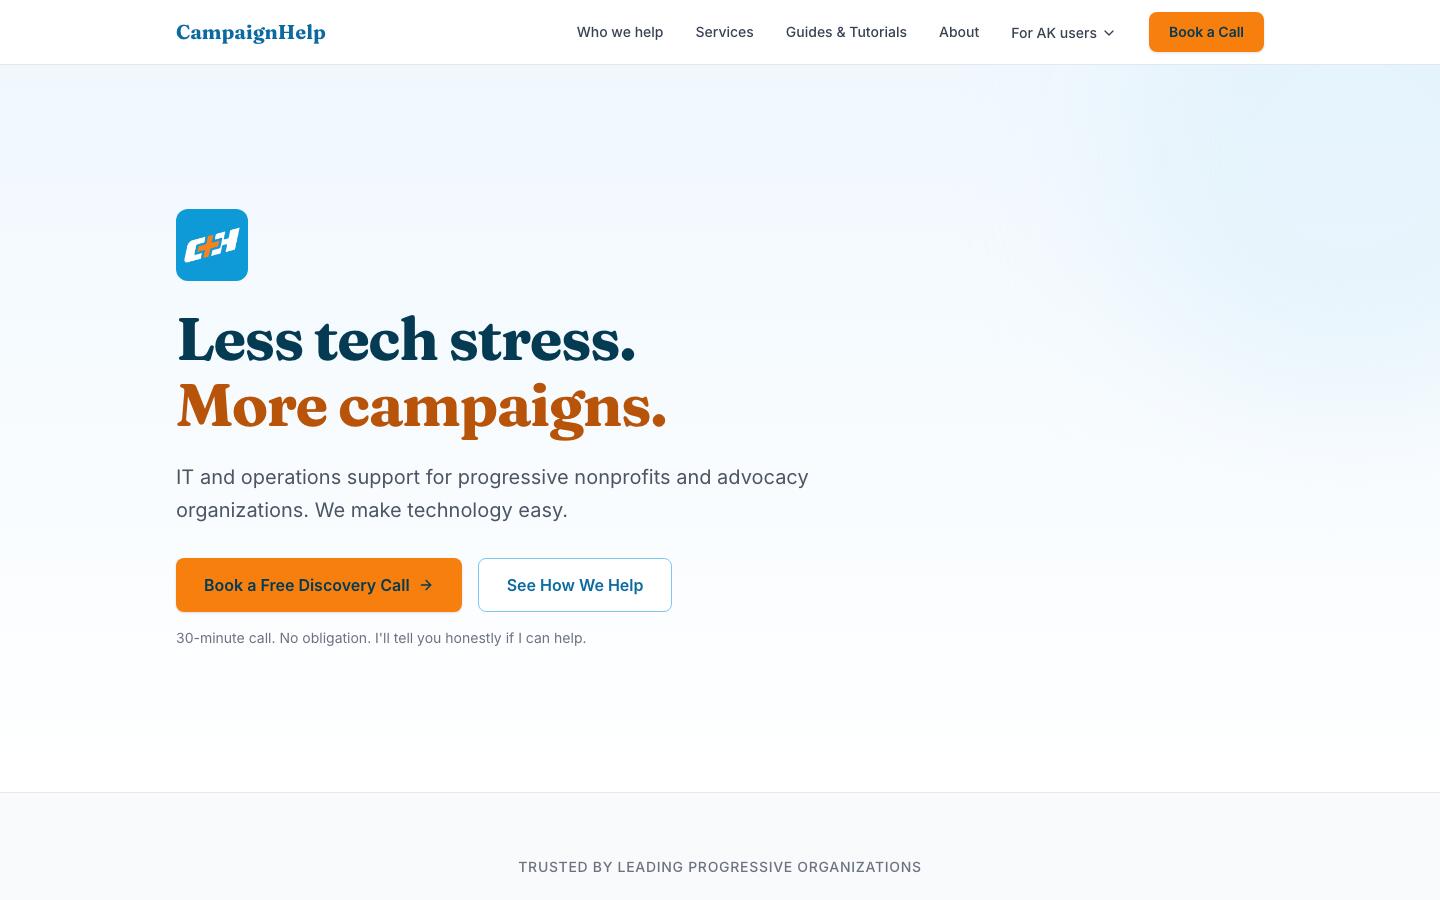 CampaignHelp
Who we help
Services
Guides & Tutorials
About
For AK users
Book a Call
C+H
Less tech stress.
More campaigns.
IT and operations support for progressive nonprofits and advocacy
organizations. We make technology easy.
Book a Free Discovery Call →
See How We Help
30-minute call. No obligation. I'll tell you honestly if I can help.
TRUSTED BY LEADING PROGRESSIVE ORGANIZATIONS